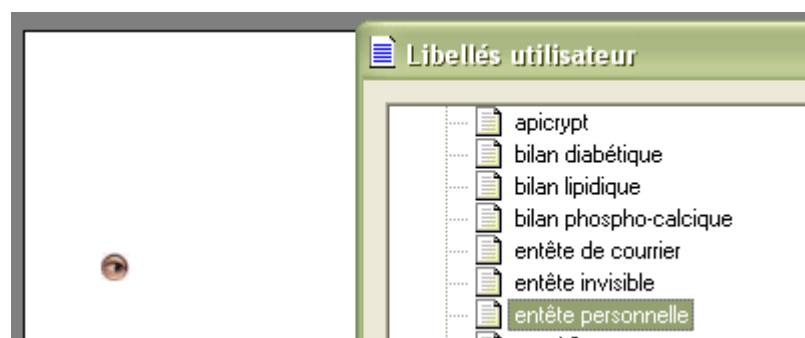 Libellés utilisateur
apicrypt
bilan diabétique
bilan lipidique
bilan phospho-calcique
entête de courrier
entête invisible
entête personnelle